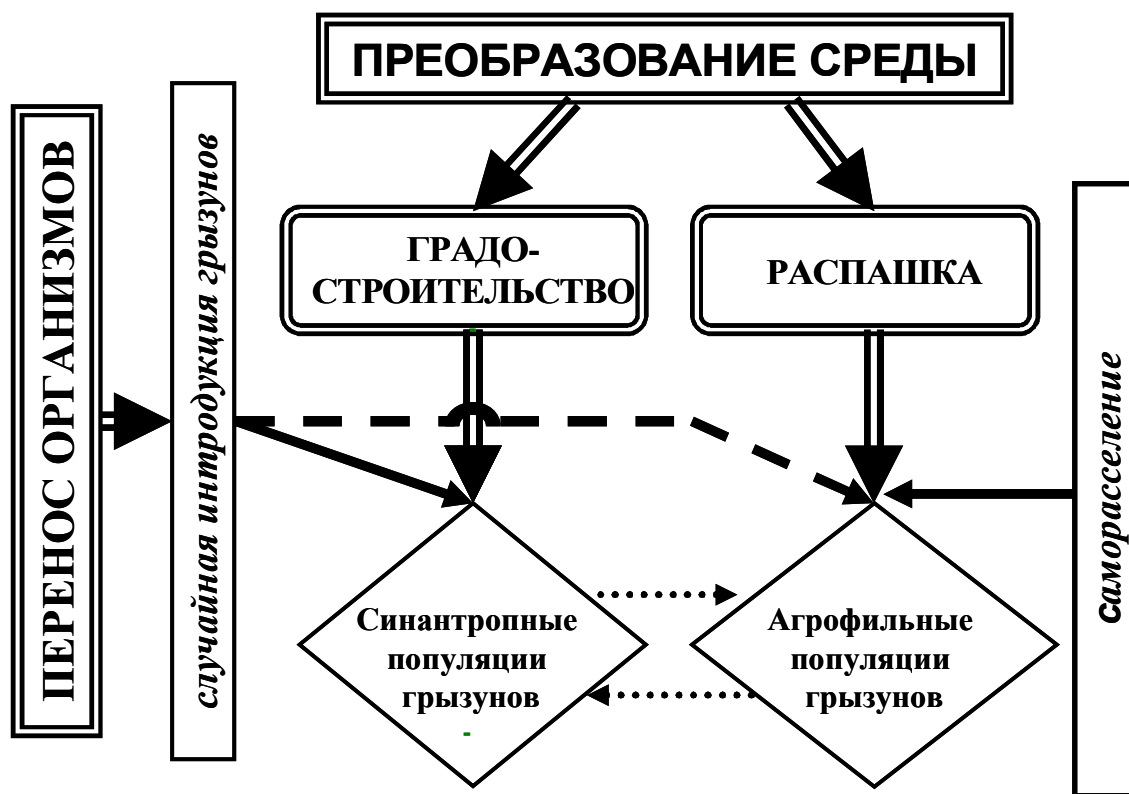 ПРЕОБРАЗОВАНИЕ СРЕДЫ
ПЕРЕНОС ОРГАНИЗМОВ
случайная интродукция грызунов
ГРАДО-
СТРОИТЕЛЬСТВО
РАСПАШКА
саморасселение
Синантропные
популяции
грызунов
-
Агрофильные
популяции
грызунов